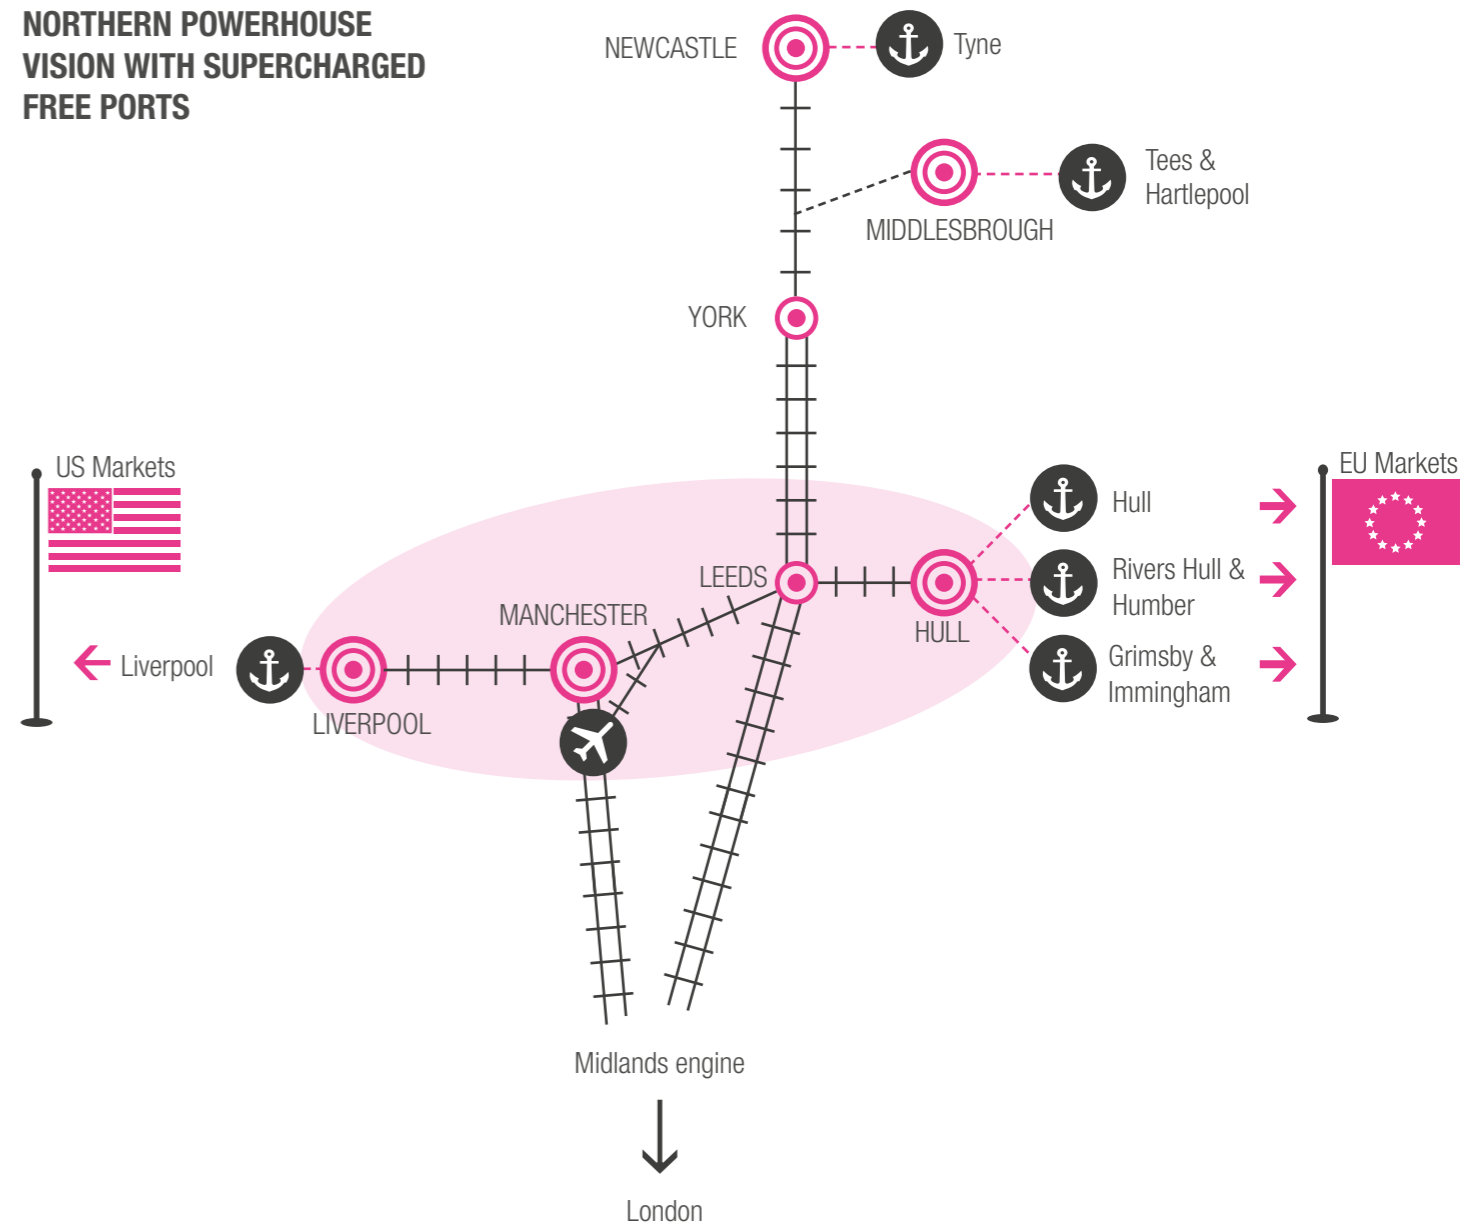 NORTHERN POWERHOUSE
VISION WITH SUPERCHARGED
FREE PORTS
NEWCASTLE
Tyne
Tees &
Hartlepool
MIDDLESBROUGH
YORK
US Markets
EU Markets
Hull
LEEDS
Rivers Hull &
Humber
MANCHESTER
HULL
Liverpool
Grimsby &
Immingham
LIVERPOOL
Midlands engine
London